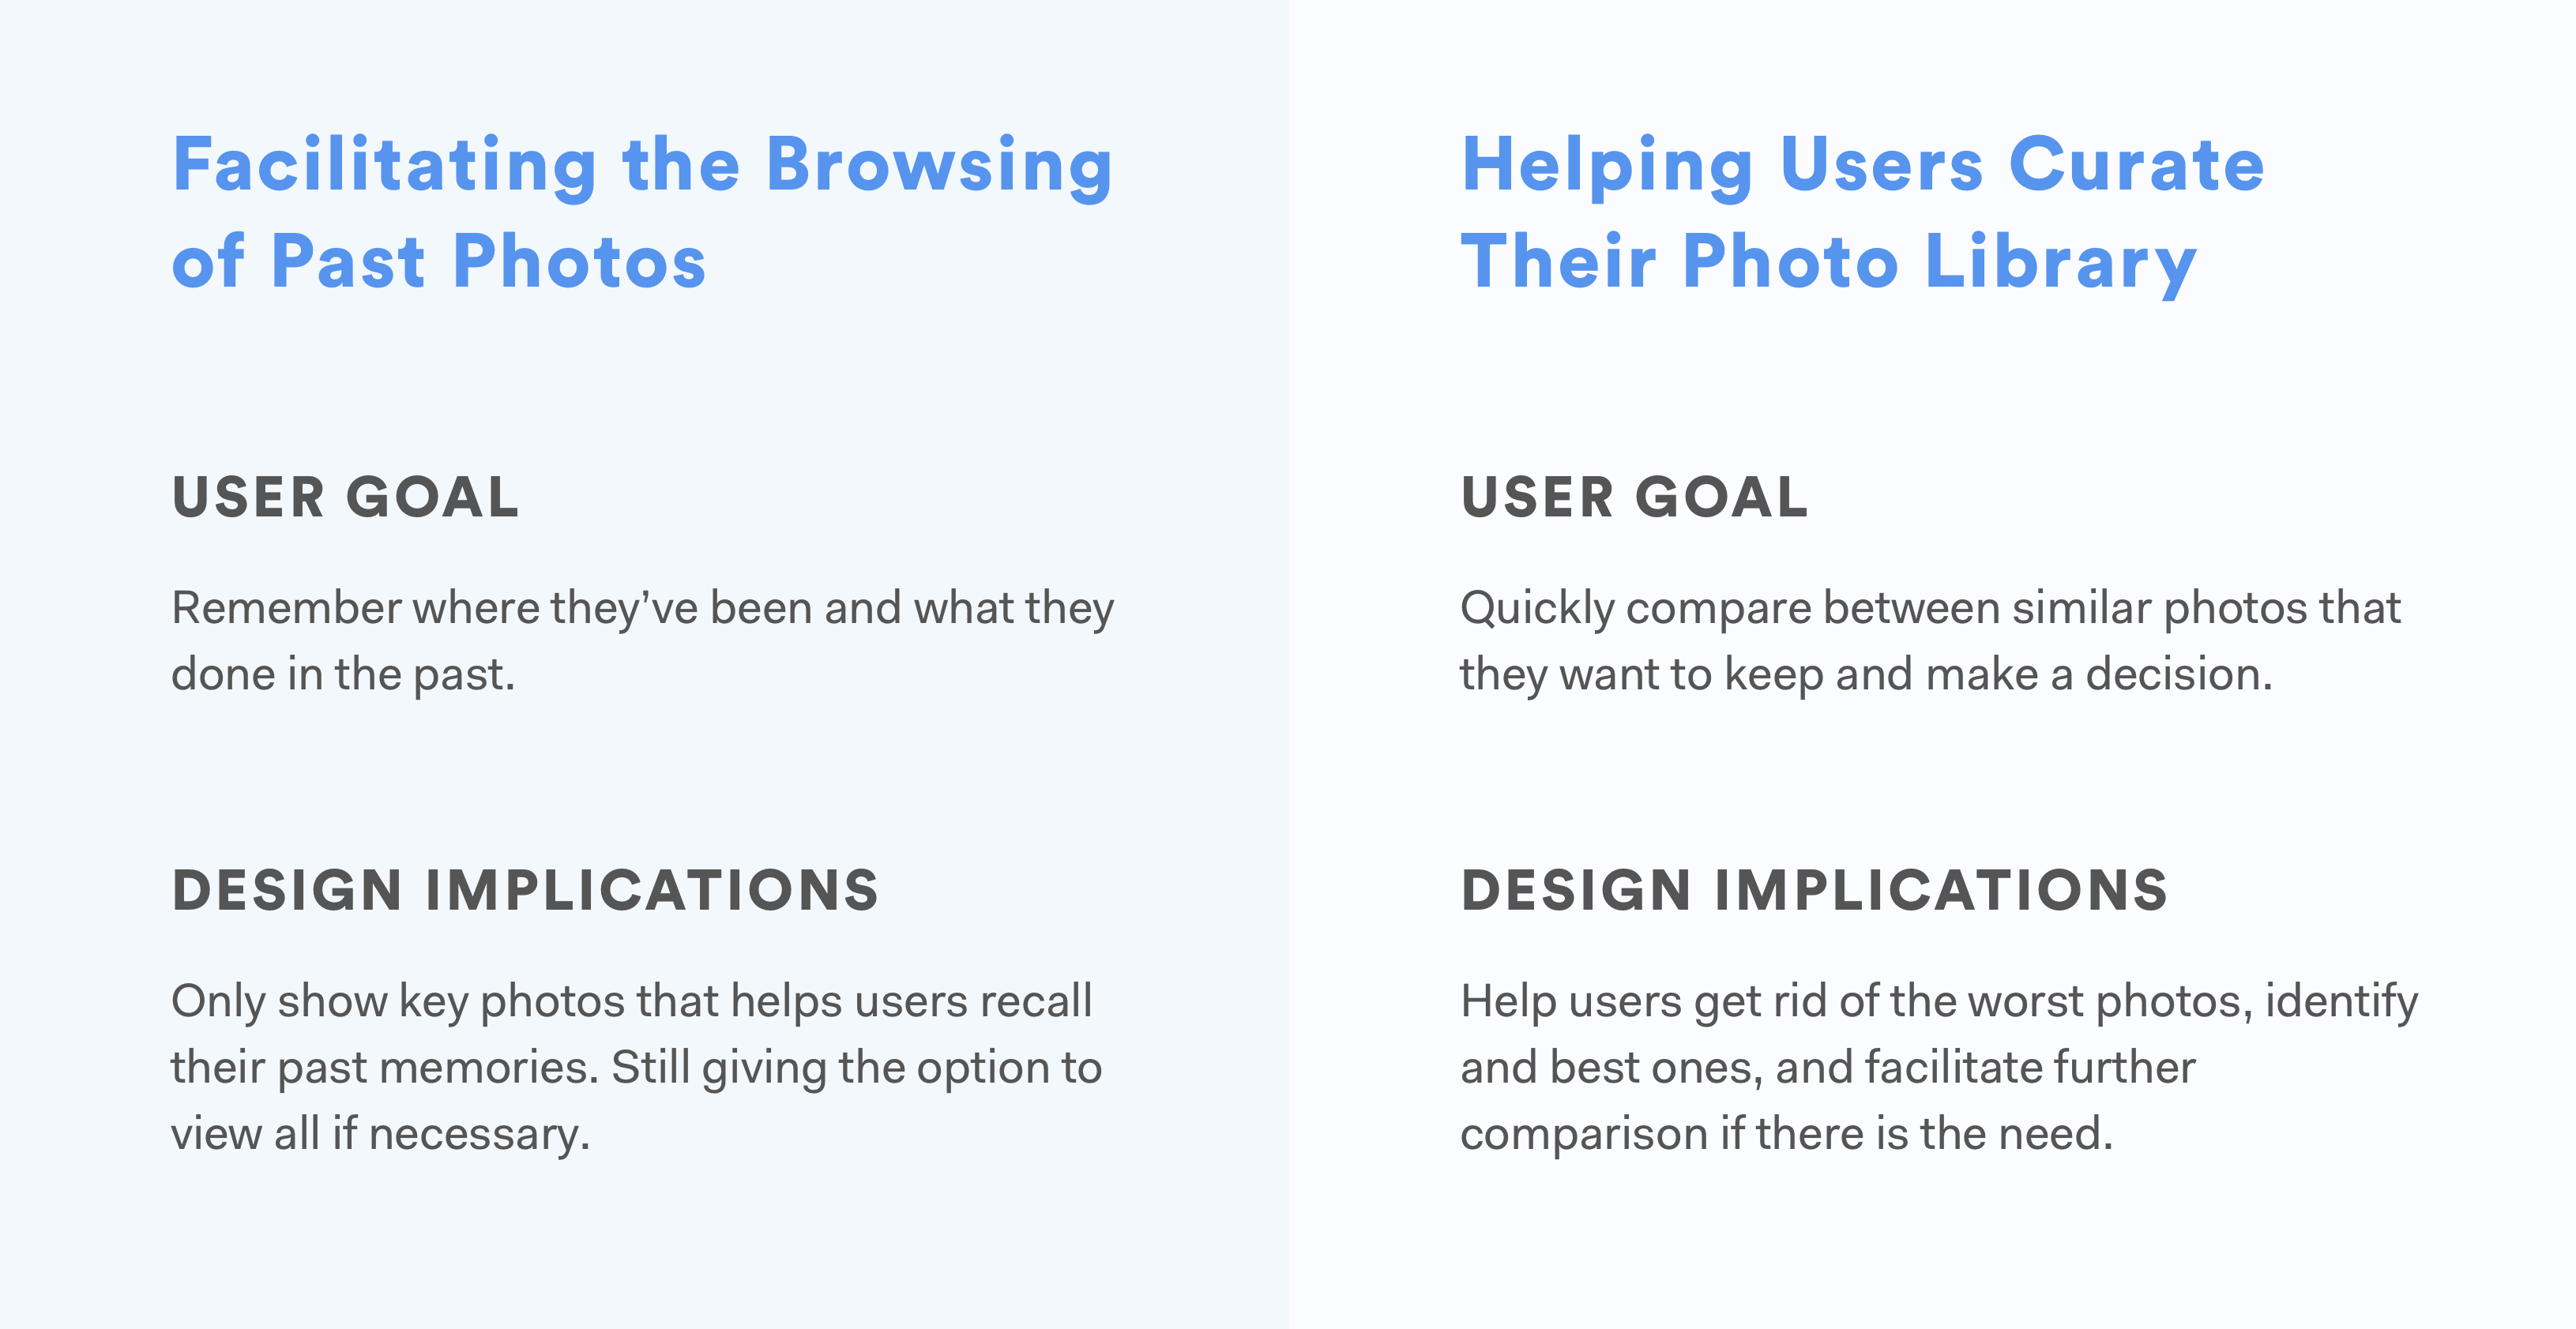 Facilitating the Browsing
of Past Photos
USER GOAL
Remember where they’ve been and what they
done in the past.
DESIGN IMPLICATIONS
Only show key photos that helps users recall
their past memories. Still giving the option to
view all if necessary.
Helping Users Curate
Their Photo Library
USER GOAL
Quickly compare between similar photos that
they want to keep and make a decision.
DESIGN IMPLICATIONS
Help users get rid of the worst photos, identify
and best ones, and facilitate further
comparison if there is the need.